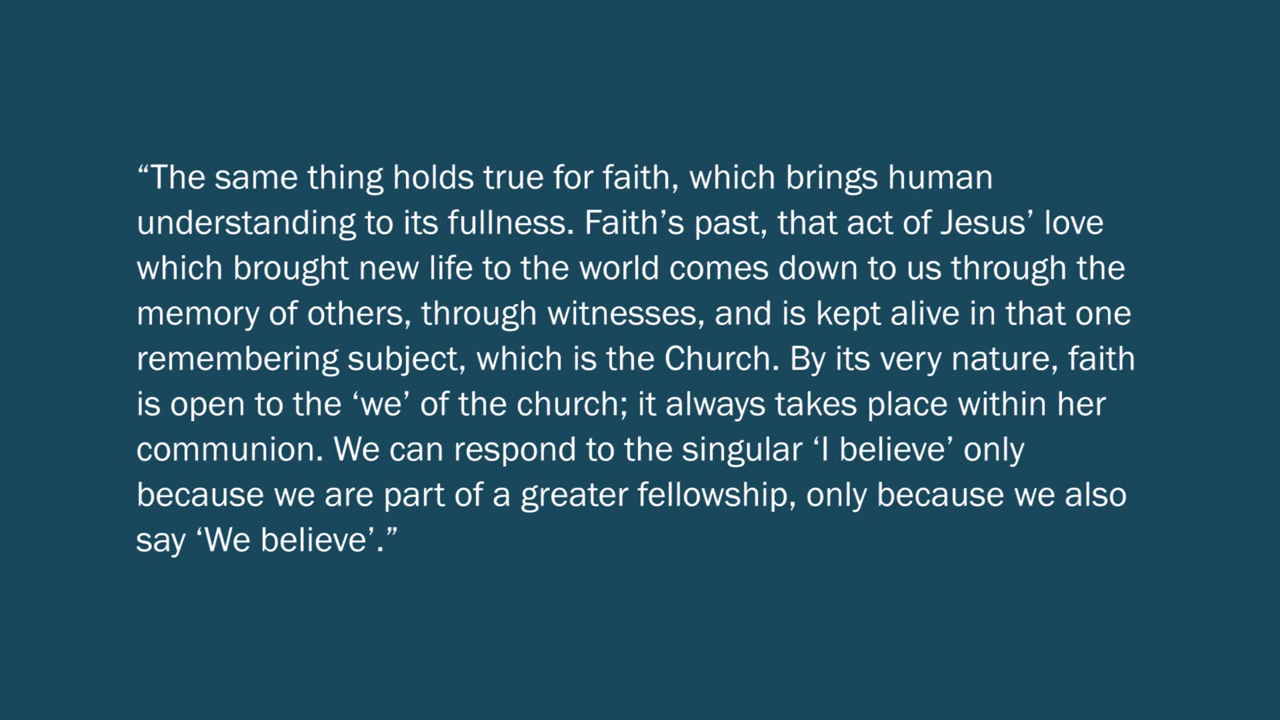 “The same thing holds true for faith, which brings human
understanding to its fullness. Faith’s past, that act of Jesus’ love
which brought new life to the world comes down to us through the
memory of others, through witnesses, and is kept alive in that one
remembering subject, which is the Church. By its very nature, faith
is open to the ‘we’ of the church; it always takes place within her
communion. We can respond to the singular ‘I believe’ only
because we are part of a greater fellowship, only because we also
say ‘We believe’.”